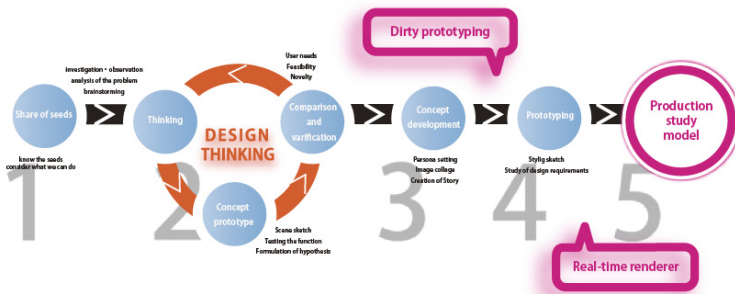 Dirty prototyping
investigation・observation
analysis of the problem
brainstorming
User needs
Feasibility
Novelty
Share of seeds
Thinking
DESIGN
THINKING
Comparison and
varification
Concept
development
Prototyping
Production
study
model
know the seeds
consider what we can do
Concept
prototype
Persona setting
Image collage
Creation of Story
Stylig sketch
Study of design requirements
Scene sketch
Testing the function
Formulation of hypothesis
1
2
3
4
5
Real-time renderer